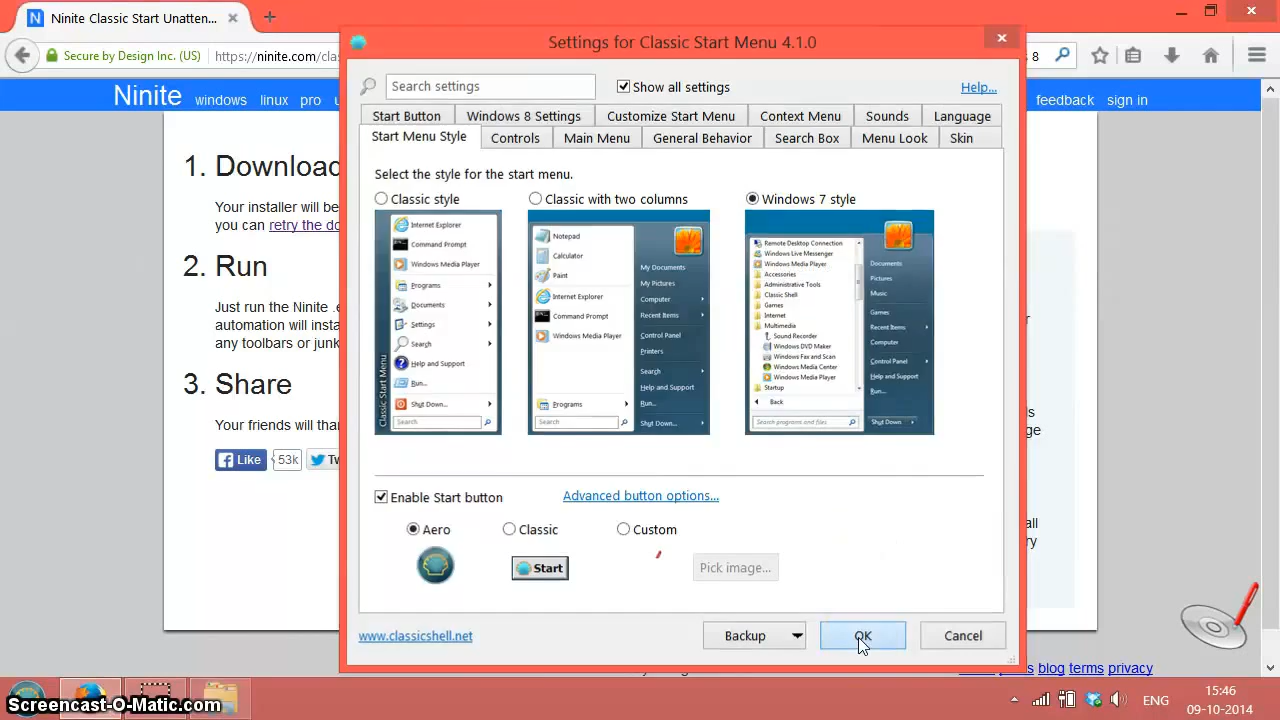 Ninite Classic Start Unatten...
Secure by Design Inc. (US)
https://ninite.com/clas
8
Ninite
windows
linux
pro
feedback
sign in
1. Download
Your installer will be
you can retry the do
2. Run
Just run the Ninite .e
automation will insta
any toolbars or junk
3. Share
Your friends will tha
Like
53k
Tw
blog terms privacy
Settings for Classic Start Menu 4.1.0
Search settings
Show all settings
Help...
Start Button
Windows 8 Settings
Customize Start Menu
Context Menu
Sounds
Language
Start Menu Style
Controls
Main Menu
General Behavior
Search Box
Menu Look
Skin
Select the style for the start menu.
Classic style
Classic with two columns
Windows 7 style
Internet Explorer
Command Prompt
Windows Media Player
Programs
Documents
Settings
Search
Help and Support
Run...
Shut Down...
Search
Classic Start Menu
Notepad
Calculator
Paint
Internet Explorer
Command Prompt
Windows Media Player
Programs
Search
My Documents
My Pictures
Computer
Recent Items
Control Panel
Printers
Search
Help and Support
Run...
Shut Down...
Remote Desktop Connection
Windows Live Messenger
Windows Media Player
Accessories
Administrative Tools
Classic Shell
Games
Internet
Multimedia
Sound Recorder
Windows DVD Maker
Windows Fax and Scan
Windows Media Center
Windows Media Player
Startup
Back
Search programs and files
Documents
Pictures
Music
Games
Recent Items
Computer
Control Panel
Help and Support
Run...
Shut Down
Enable Start button
Advanced button options...
Aero
Classic
Custom
Start
Pick image...
www.classicshell.net
Backup
OK
Cancel
Screencast-O-Matic.com
ENG
15:46
09-10-2014